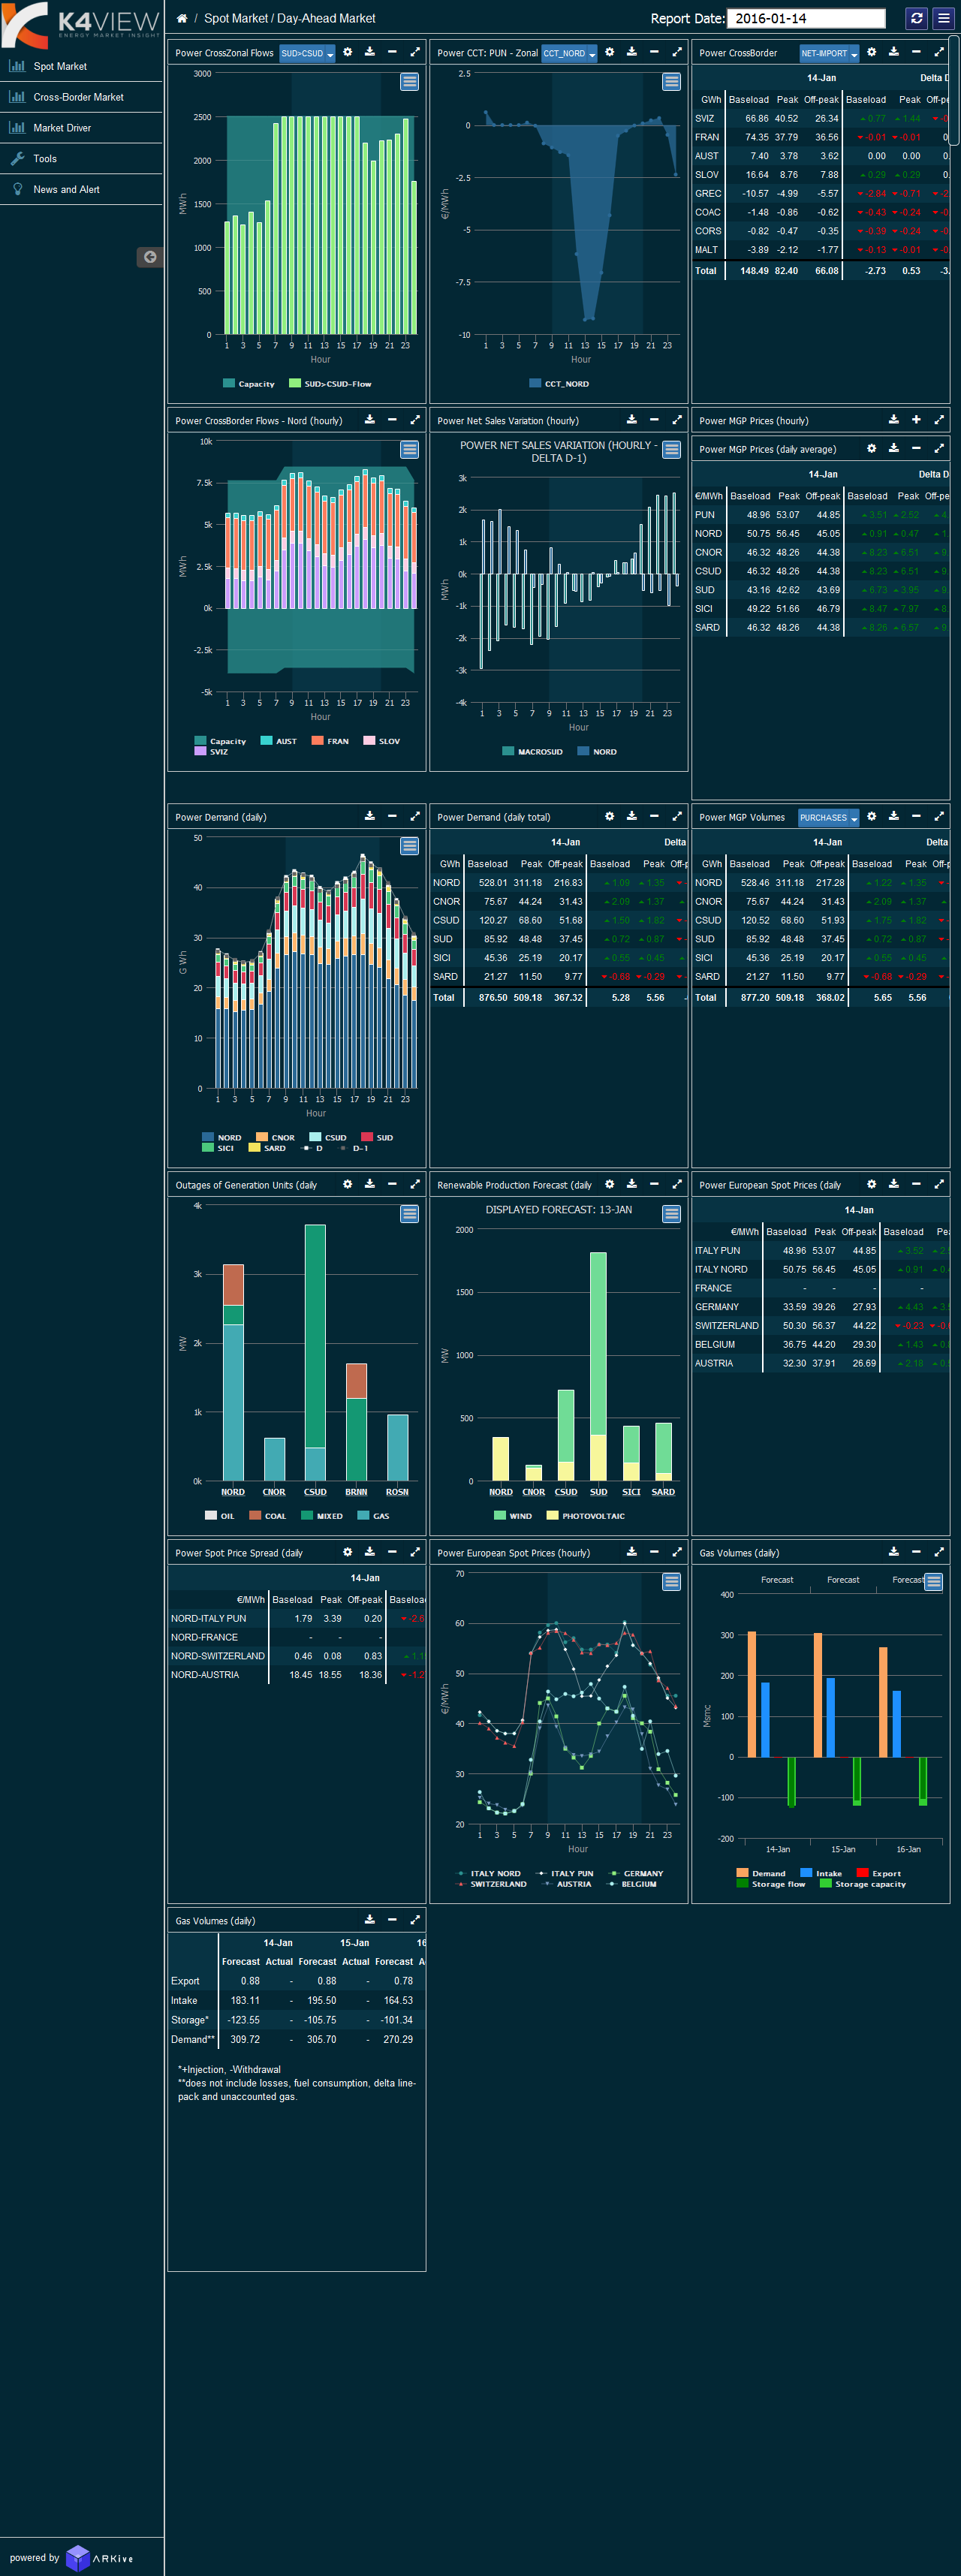 K4VIEW
ENERGY MARKET INSIGHT
Spot Market
Cross-Border Market
Market Driver
Tools
News and Alert
/ Spot Market / Day-Ahead Market
Report Date: 2016-01-14
Power CrossZonal Flows SUD>CSUD
MWh
3000
2500
2000
1500
1000
500
0
1 3 5 7 9 11 13 15 17 19 21 23
Hour
Capacity SUD>CSUD-Flow
Power CCT: PUN - Zonal CCT_NORD
€/MWh
2.5
0
-2.5
-5
-7.5
-10
1 3 5 7 9 11 13 15 17 19 21 23
Hour
CCT_NORD
Power CrossBorder NET-IMPORT
14-Jan Delta D
GWh Baseload Peak Off-peak Baseload Peak Off-pe
SVIZ 66.86 40.52 26.34 0.77 1.44
FRAN 74.35 37.79 36.56 -0.01 -0.01 0.
AUST 7.40 3.78 3.62 0.00 0.00 0.
SLOV 16.64 8.76 7.88 0.29 0.29 0.
GREC -10.57 -4.99 -5.57 -2.84 -0.71 -2
COAC -1.48 -0.86 -0.62 -0.43 -0.24
CORS -0.82 -0.47 -0.35 -0.39 -0.24
MALT -3.89 -2.12 -1.77 -0.13 -0.01
Total 148.49 82.40 66.08 -2.73 0.53 -3.
Power CrossBorder Flows - Nord (hourly)
MWh
10k
7.5k
5k
2.5k
0k
-2.5k
-5k
1 3 5 7 9 11 13 15 17 19 21 23
Hour
Capacity AUST FRAN SLOV
SVIZ
Power Net Sales Variation (hourly)
POWER NET SALES VARIATION (HOURLY -
DELTA D-1)
MWh
3k
2k
1k
0k
-1k
-2k
-3k
-4k
1 3 5 7 9 11 13 15 17 19 21 23
Hour
MACROSUD NORD
Power MGP Prices (hourly)
Power MGP Prices (daily average)
14-Jan Delta D
€/MWh Baseload Peak Off-peak Baseload Peak Off-pe
PUN 48.96 53.07 44.85 3.51 2.52 4.
NORD 50.75 56.45 45.05 0.91 0.47 1.
CNOR 46.32 48.26 44.38 8.23 6.51 9.
CSUD 46.32 48.26 44.38 8.23 6.51 9.
SUD 43.16 42.62 43.69 6.73 3.95 9.
SICI 49.22 51.66 46.79 8.47 7.97 8.
SARD 46.32 48.26 44.38 8.26 6.57 9.
Power Demand (daily)
G Wh
50
40
30
20
10
0
1 3 5 7 9 11 13 15 17 19 21 23
Hour
NORD CNOR CSUD SUD
SICI SARD D D-1
Power Demand (daily total)
14-Jan Delta
GWh Baseload Peak Off-peak Baseload Peak Off-p
NORD 528.01 311.18 216.83 1.09 1.35
CNOR 75.67 44.24 31.43 2.09 1.37
CSUD 120.27 68.60 51.68 1.50 1.82
SUD 85.92 48.48 37.45 0.72 0.87
SICI 45.36 25.19 20.17 0.55 0.45
SARD 21.27 11.50 9.77 -0.68 -0.29
Total 876.50 509.18 367.32 5.28 5.56 -
Power MGP Volumes PURCHASES
14-Jan Delta
GWh Baseload Peak Off-peak Baseload Peak Off-p
NORD 528.46 311.18 217.28 1.22 1.35
CNOR 75.67 44.24 31.43 2.09 1.37
CSUD 120.52 68.60 51.93 1.75 1.82
SUD 85.92 48.48 37.45 0.72 0.87
SICI 45.36 25.19 20.17 0.55 0.45
SARD 21.27 11.50 9.77 -0.68 -0.29
Total 877.20 509.18 368.02 5.65 5.56
Outages of Generation Units (daily
MW
4k
3k
2k
1k
0k
NORD CNOR CSUD BRNN ROSN
OIL COAL MIXED GAS
Renewable Production Forecast (daily
DISPLAYED FORECAST: 13-JAN
MW
2000
1500
1000
500
0
NORD CNOR CSUD SUD SICI SARD
WIND PHOTOVOLTAIC
Power European Spot Prices (daily
14-Jan
€/MWh Baseload Peak Off-peak Baseload Pea
ITALY PUN 48.96 53.07 44.85 3.52 2.5
ITALY NORD 50.75 56.45 45.05 0.91 0.4
FRANCE - - - -
GERMANY 33.59 39.26 27.93 4.43 3.5
SWITZERLAND 50.30 56.37 44.22 -0.23
BELGIUM 36.75 44.20 29.30 1.43
AUSTRIA 32.30 37.91 26.69 2.18
Power Spot Price Spread (daily
14-Jan
€/MWh Baseload Peak Off-peak Baseloa
NORD-ITALY PUN 1.79 3.39 0.20 -2.6
NORD-FRANCE - - -
NORD-SWITZERLAND 0.46 0.08 0.83 1.1
NORD-AUSTRIA 18.45 18.55 18.36 -1.2
Power European Spot Prices (hourly)
€/MWh
70
60
50
40
30
20
1 3 5 7 9 11 13 15 17 19 21 23
Hour
ITALY NORD ITALY PUN GERMANY
SWITZERLAND AUSTRIA BELGIUM
Gas Volumes (daily)
Forecast Forecast Forecast
Msmc
400
300
200
100
0
-100
-200
14-Jan 15-Jan 16-Jan
Demand Intake Export
Storage flow Storage capacity
Gas Volumes (daily)
14-Jan 15-Jan 16
Forecast Actual Forecast Actual Forecast A
Export 0.88 - 0.88 - 0.78
Intake 183.11 - 195.50 - 164.53
Storage* -123.55 - -105.75 - -101.34
Demand** 309.72 - 305.70 - 270.29
*+Injection, -Withdrawal
**does not include losses, fuel consumption, delta line-
pack and unaccounted gas.
powered by ARKive